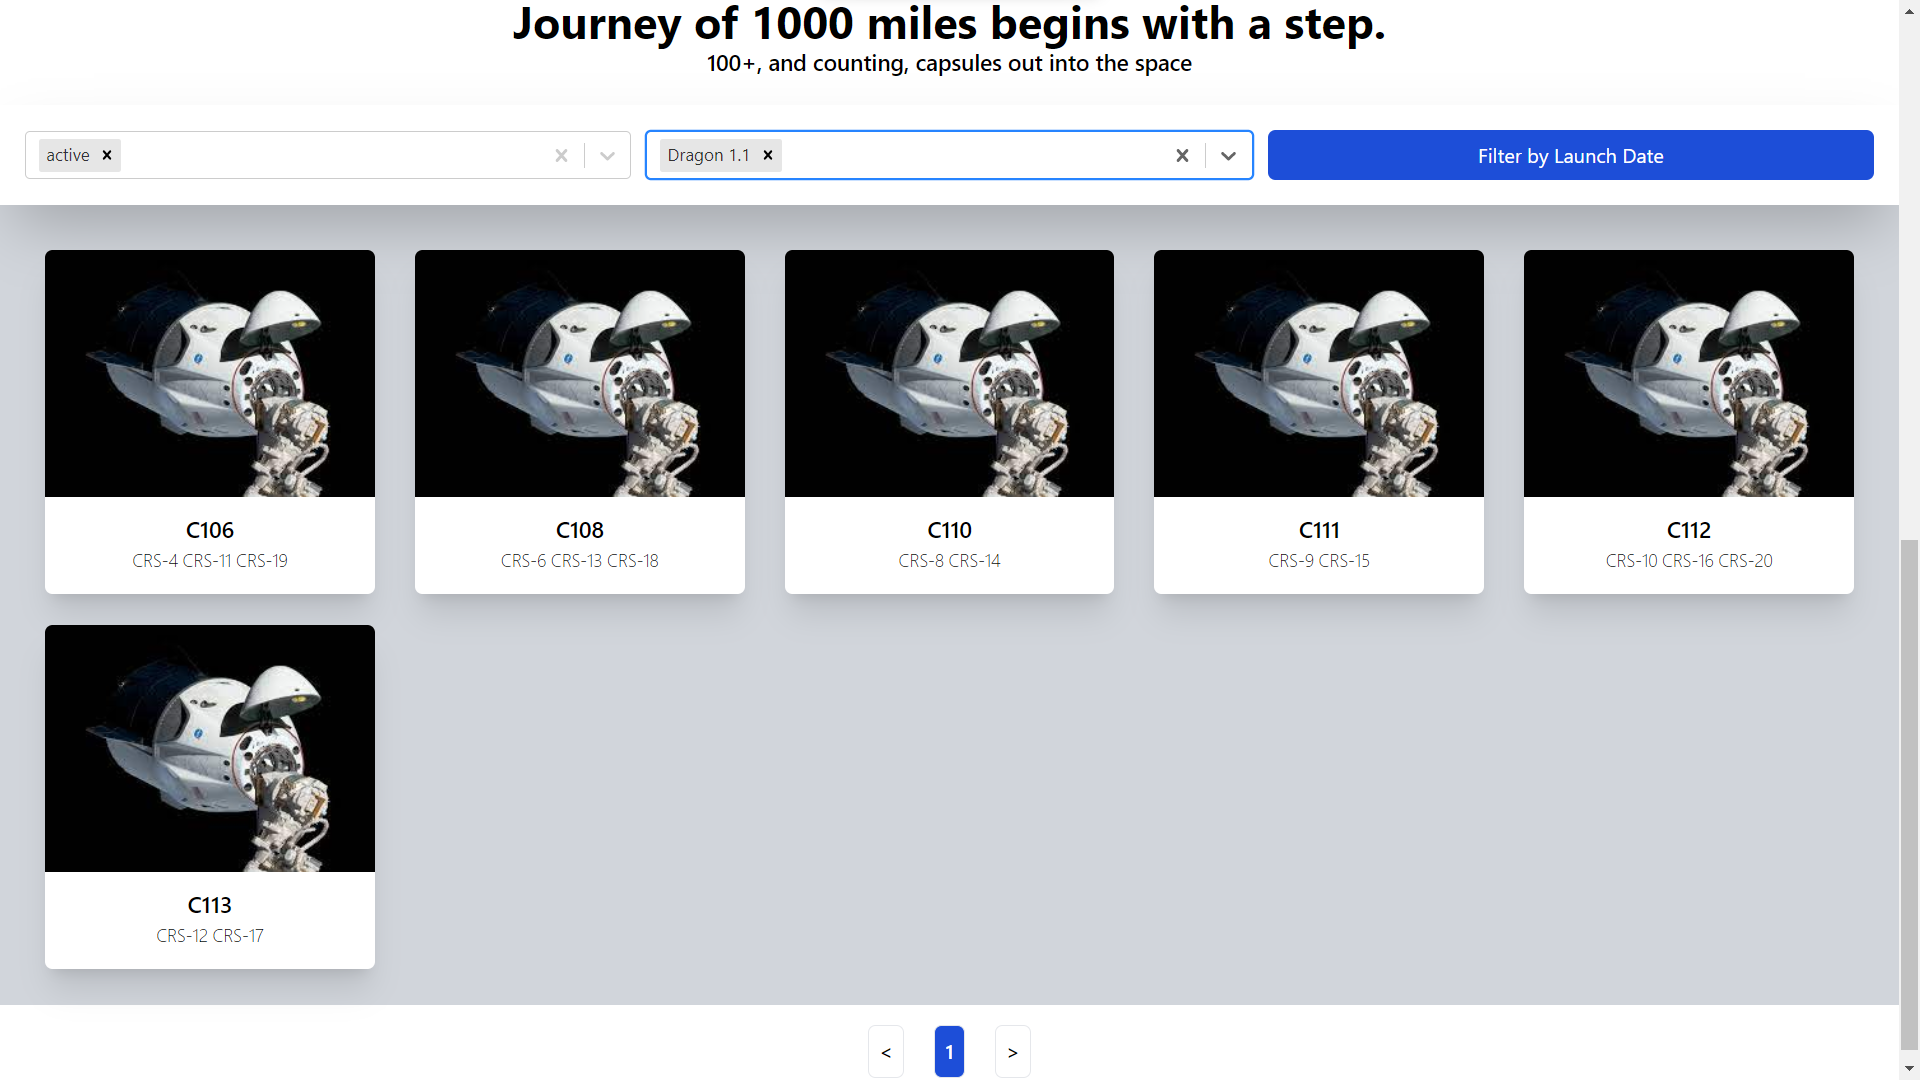 Journey of 1000 miles begins with a step.
100+, and counting, capsules out into the space
active
Dragon 1.1
Filter by Launch Date
C106
CRS-4 CRS-11 CRS-19
C108
CRS-6 CRS-13 CRS-18
C110
CRS-8 CRS-14
C111
CRS-9 CRS-15
C112
CRS-10 CRS-16 CRS-20
C113
CRS-12 CRS-17
< 1 >